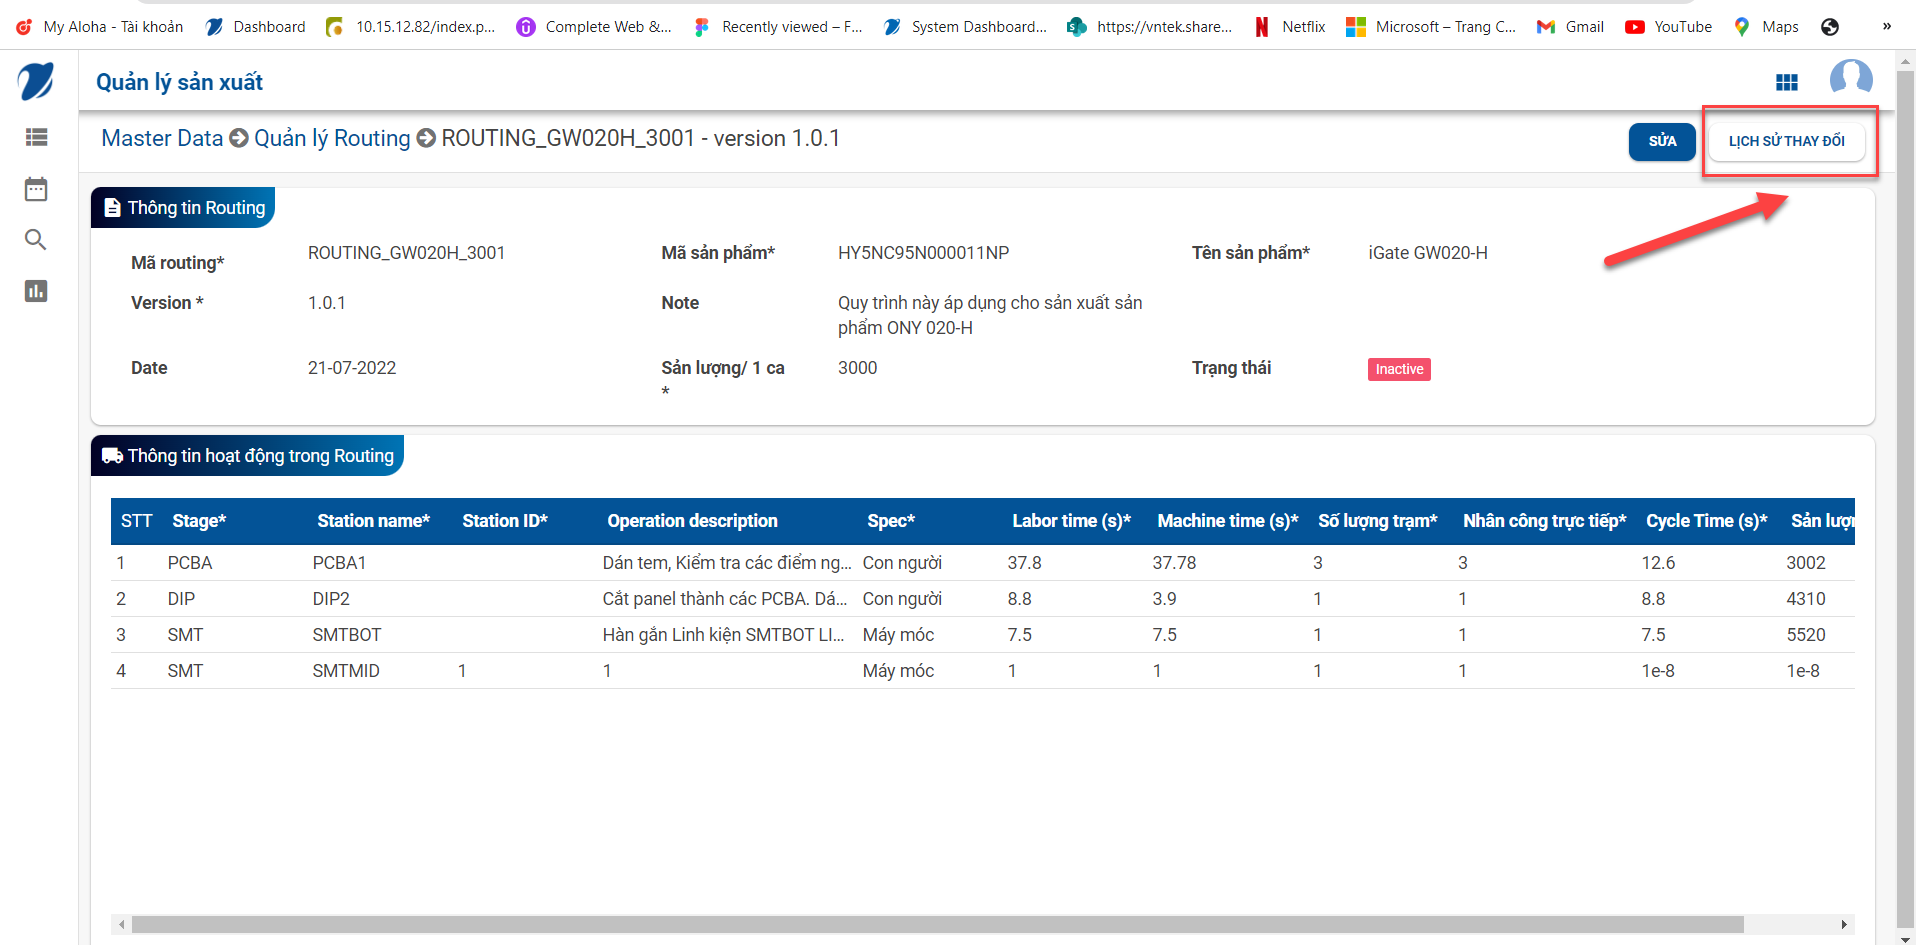 My Aloha - Tài khoản Dashboard 10.15.12.82/index.p... Complete Web &... Recently viewed – F... System Dashboard... https://vntek.share... Netflix Microsoft – Trang C... Gmail YouTube Maps »
Quản lý sản xuất
Master Data Quản lý Routing ROUTING_GW020H_3001 - version 1.0.1 SỬA LỊCH SỬ THAY ĐỔI
Thông tin Routing
Mã routing* ROUTING_GW020H_3001 Mã sản phẩm* HY5NC95N000011NP Tên sản phẩm* iGate GW020-H
Version * 1.0.1 Note Quy trình này áp dụng cho sản xuất sản
phẩm ONY 020-H
Date 21-07-2022 Sản lượng/ 1 ca 3000 Trạng thái Inactive
*
Thông tin hoạt động trong Routing
STT Stage* Station name* Station ID* Operation description Spec* Labor time (s)* Machine time (s)* Số lượng trạm* Nhân công trực tiếp* Cycle Time (s)* Sản lượn
1 PCBA PCBA1 Dán tem, Kiểm tra các điểm ng... Con người 37.8 37.78 3 3 12.6 3002
2 DIP DIP2 Cắt panel thành các PCBA. Dá... Con người 8.8 3.9 1 1 8.8 4310
3 SMT SMTBOT Hàn gắn Linh kiện SMTBOT LI... Máy móc 7.5 7.5 1 1 7.5 5520
4 SMT SMTMID 1 1 Máy móc 1 1 1 1 1e-8 1e-8